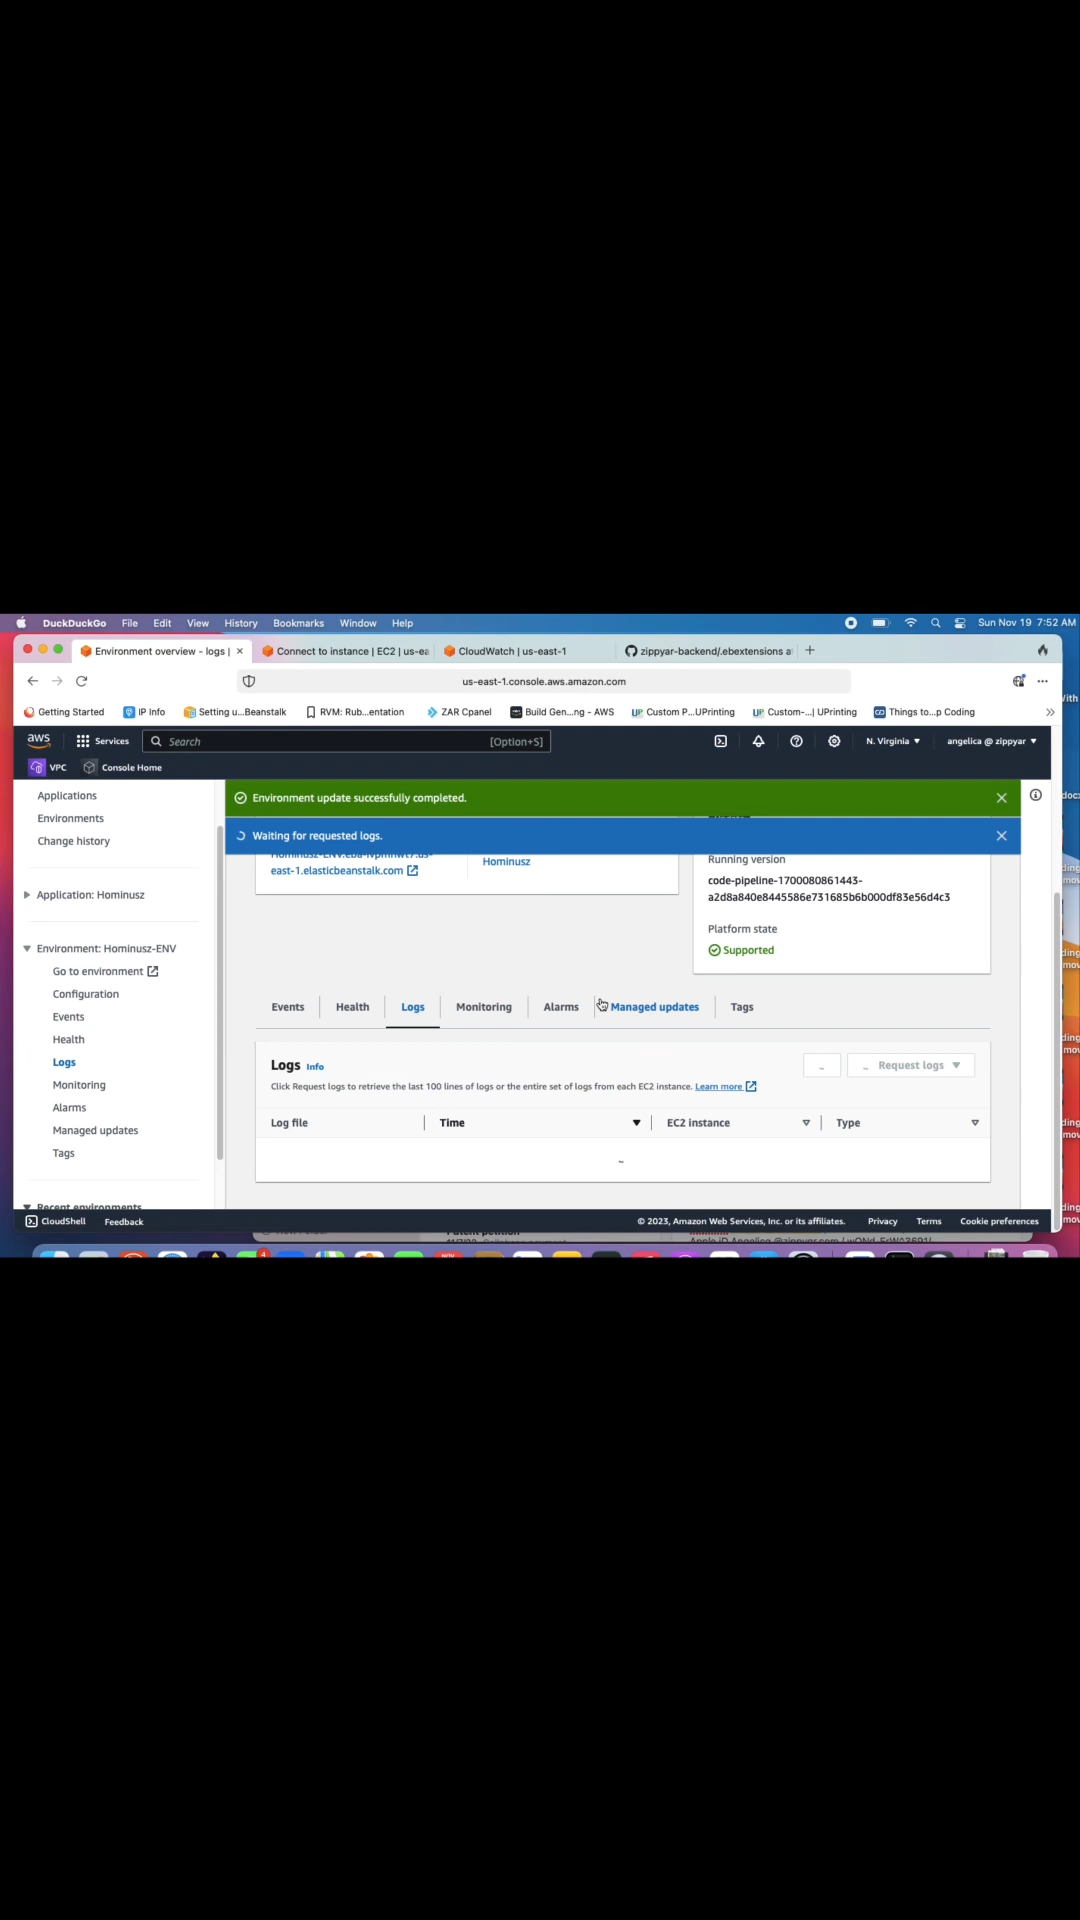 DuckDuckGo File Edit View History Bookmarks Window Help Sun Nov 19 7:52 AM
Environment overview - logs | Connect to instance | EC2 | us-ea CloudWatch | us-east-1 zippyar-backend/.ebextensions a
us-east-1.console.aws.amazon.com
Getting Started IP Info Setting u...Beanstalk RVM: Rub...entation ZAR Cpanel Build Gen...ng - AWS Custom P...UPrinting Custom-...| UPrinting Things to...p Coding
aws Services Search [Option+S] N. Virginia angelica @ zippyar
VPC Console Home
Applications
Environments
Change history
Application: Hominusz
Environment: Hominusz-ENV
Go to environment
Configuration
Events
Health
Logs
Monitoring
Alarms
Managed updates
Tags
Recent environments
Environment update successfully completed.
Waiting for requested logs.
east-1.elasticbeanstalk.com
Hominusz
Running version
code-pipeline-1700080861443-
a2d8a840e8445586e731685b6b000df83e56d4c3
Platform state
Supported
Events Health Logs Monitoring Alarms Managed updates Tags
Logs Info
Request logs
Click Request logs to retrieve the last 100 lines of logs or the entire set of logs from each EC2 instance. Learn more
Log file Time EC2 instance Type
CloudShell Feedback © 2023, Amazon Web Services, Inc. or its affiliates. Privacy Terms Cookie preferences
4
NOV